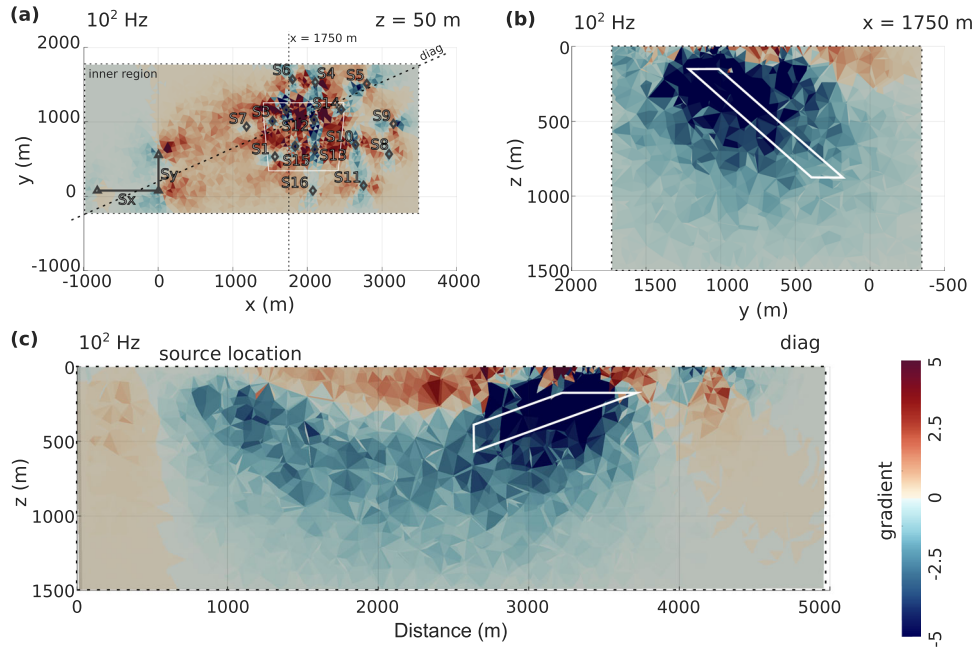 (a) 10² Hz z = 50 m
x = 1750 m
diag
2000
1000
0
-1000
y (m)
inner region
S6
S4
S5
S14
S3
S7
S12
S9
S10
S8
S1
S13
S15
S11
S16
Sy
Sx
-1000 0 1000 2000 3000 4000
x (m)
(b) 10² Hz x = 1750 m
0
500
1000
1500
z (m)
2000 1500 1000 500 0 -500
y (m)
(c) 10² Hz diag
source location
0
500
1000
1500
z (m)
0 1000 2000 3000 4000 5000
Distance (m)
5
2.5
0
-2.5
-5
gradient